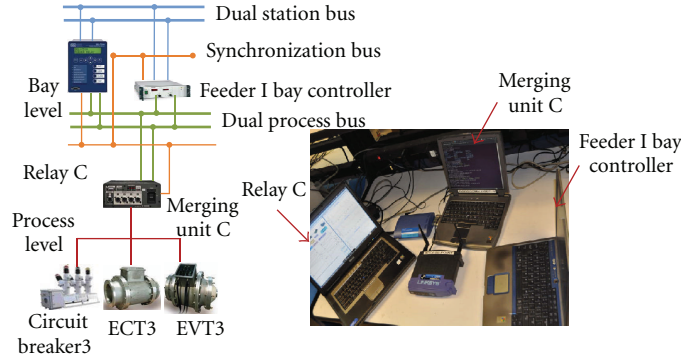 Dual station bus
Synchronization bus
Bay
level
Feeder I bay controller
Dual process bus
Relay C
Merging
unit C
Process
level
Circuit
breaker3
ECT3
EVT3
Merging
unit C
Feeder I bay
controller
Relay C
LINKSYS